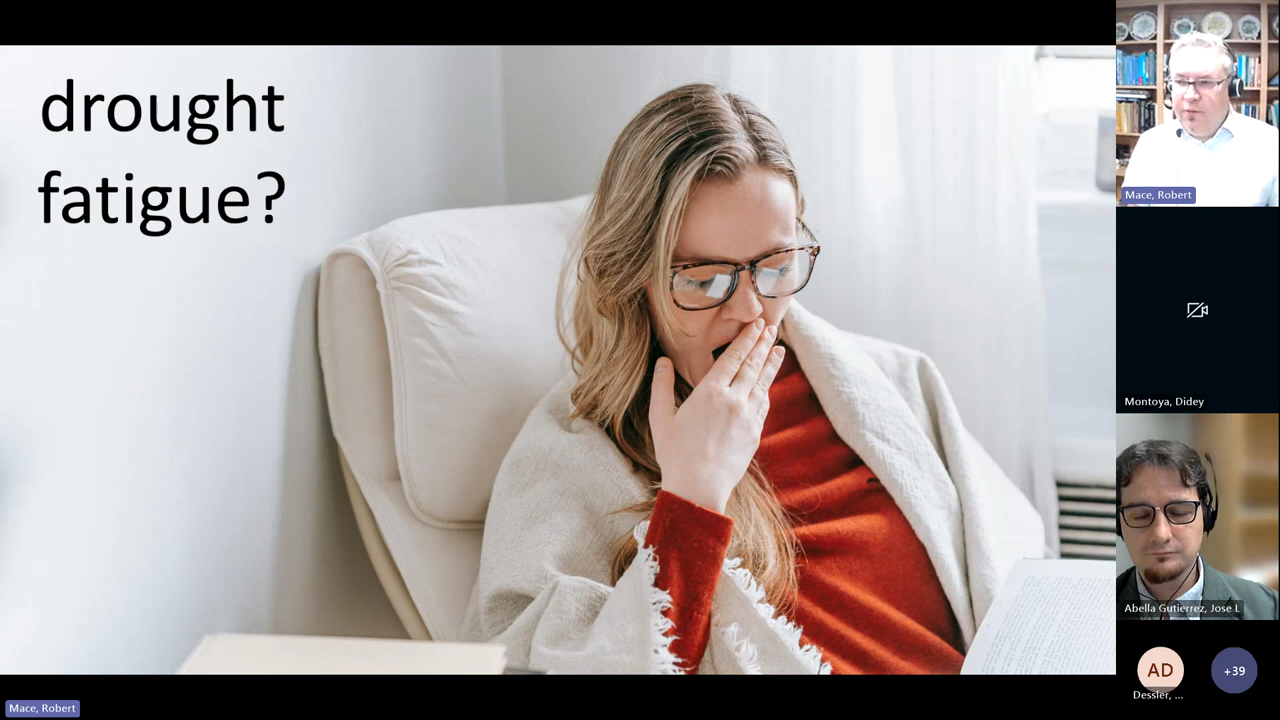 drought
fatigue?
Mace, Robert
Montoya, Didey
Abella Gutierrez, Jose L
AD
+39
Dessler, ...
Mace, Robert